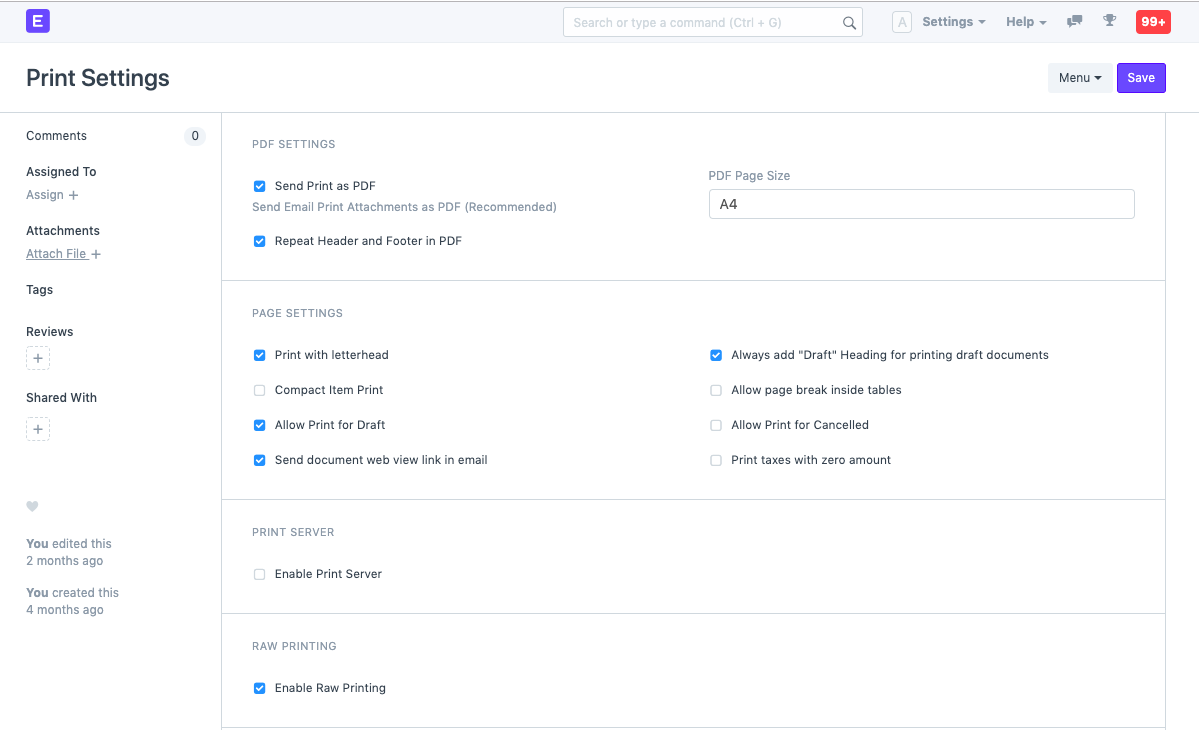 E
Search or type a command (Ctrl + G)
A
Settings
Help
99+
Print Settings
Menu
Save
Comments
0
Assigned To
Assign +
Attachments
Attach File +
Tags
Reviews
+
Shared With
+
You edited this
2 months ago
You created this
4 months ago
PDF SETTINGS
Send Print as PDF
Send Email Print Attachments as PDF (Recommended)
Repeat Header and Footer in PDF
PDF Page Size
A4
PAGE SETTINGS
Print with letterhead
Compact Item Print
Allow Print for Draft
Send document web view link in email
Always add "Draft" Heading for printing draft documents
Allow page break inside tables
Allow Print for Cancelled
Print taxes with zero amount
PRINT SERVER
Enable Print Server
RAW PRINTING
Enable Raw Printing